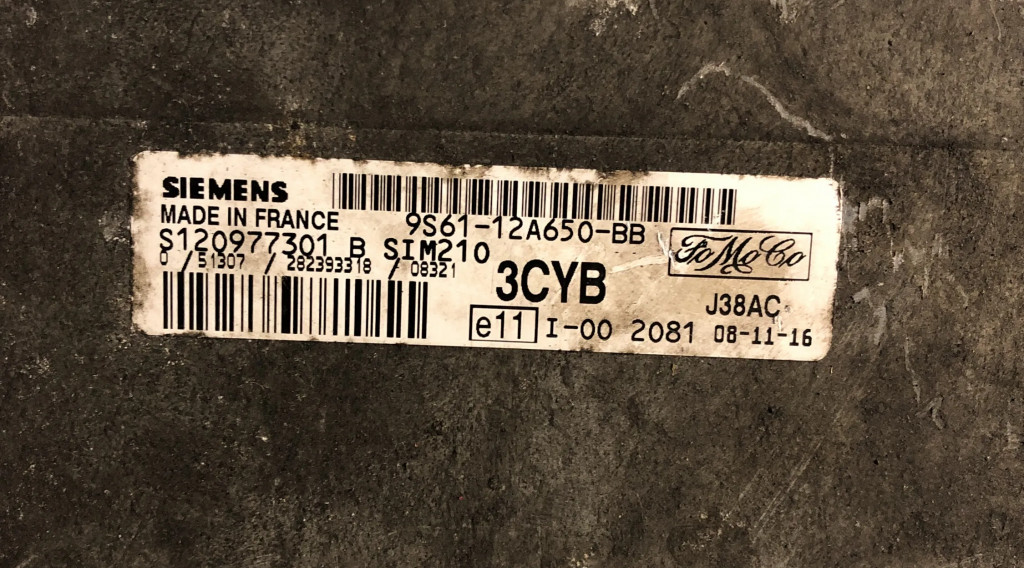 SIEMENS
MADE IN FRANCE
9S61-12A650-BB
S120977301 B SIM210
0 /51307 / 282393318 / 08321
FoMoCo
3CYB
J38AC
e11 I-00 2081 08-11-16